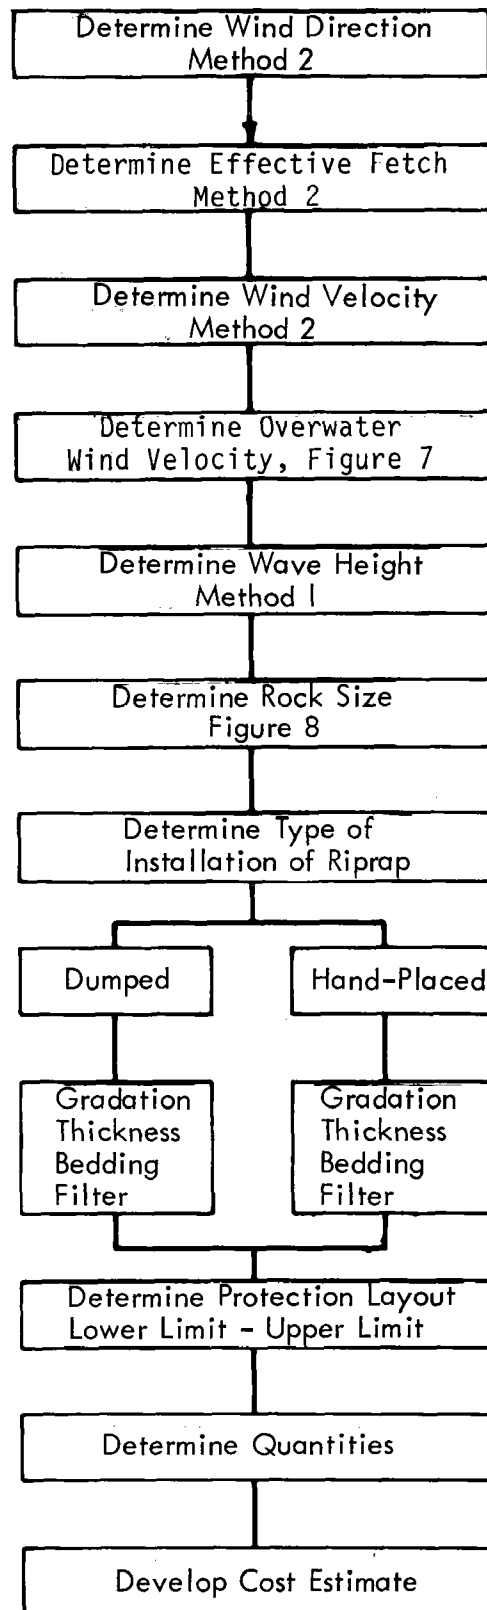 Determine Wind Direction
Method 2
Determine Effective Fetch
Method 2
Determine Wind Velocity
Method 2
Determine Overwater
Wind Velocity, Figure 7
Determine Wave Height
Method 1
Determine Rock Size
Figure 8
Determine Type of
Installation of Riprap
Dumped
Hand-Placed
Gradation
Thickness
Bedding
Filter
Gradation
Thickness
Bedding
Filter
Determine Protection Layout
Lower Limit - Upper Limit
Determine Quantities
Develop Cost Estimate